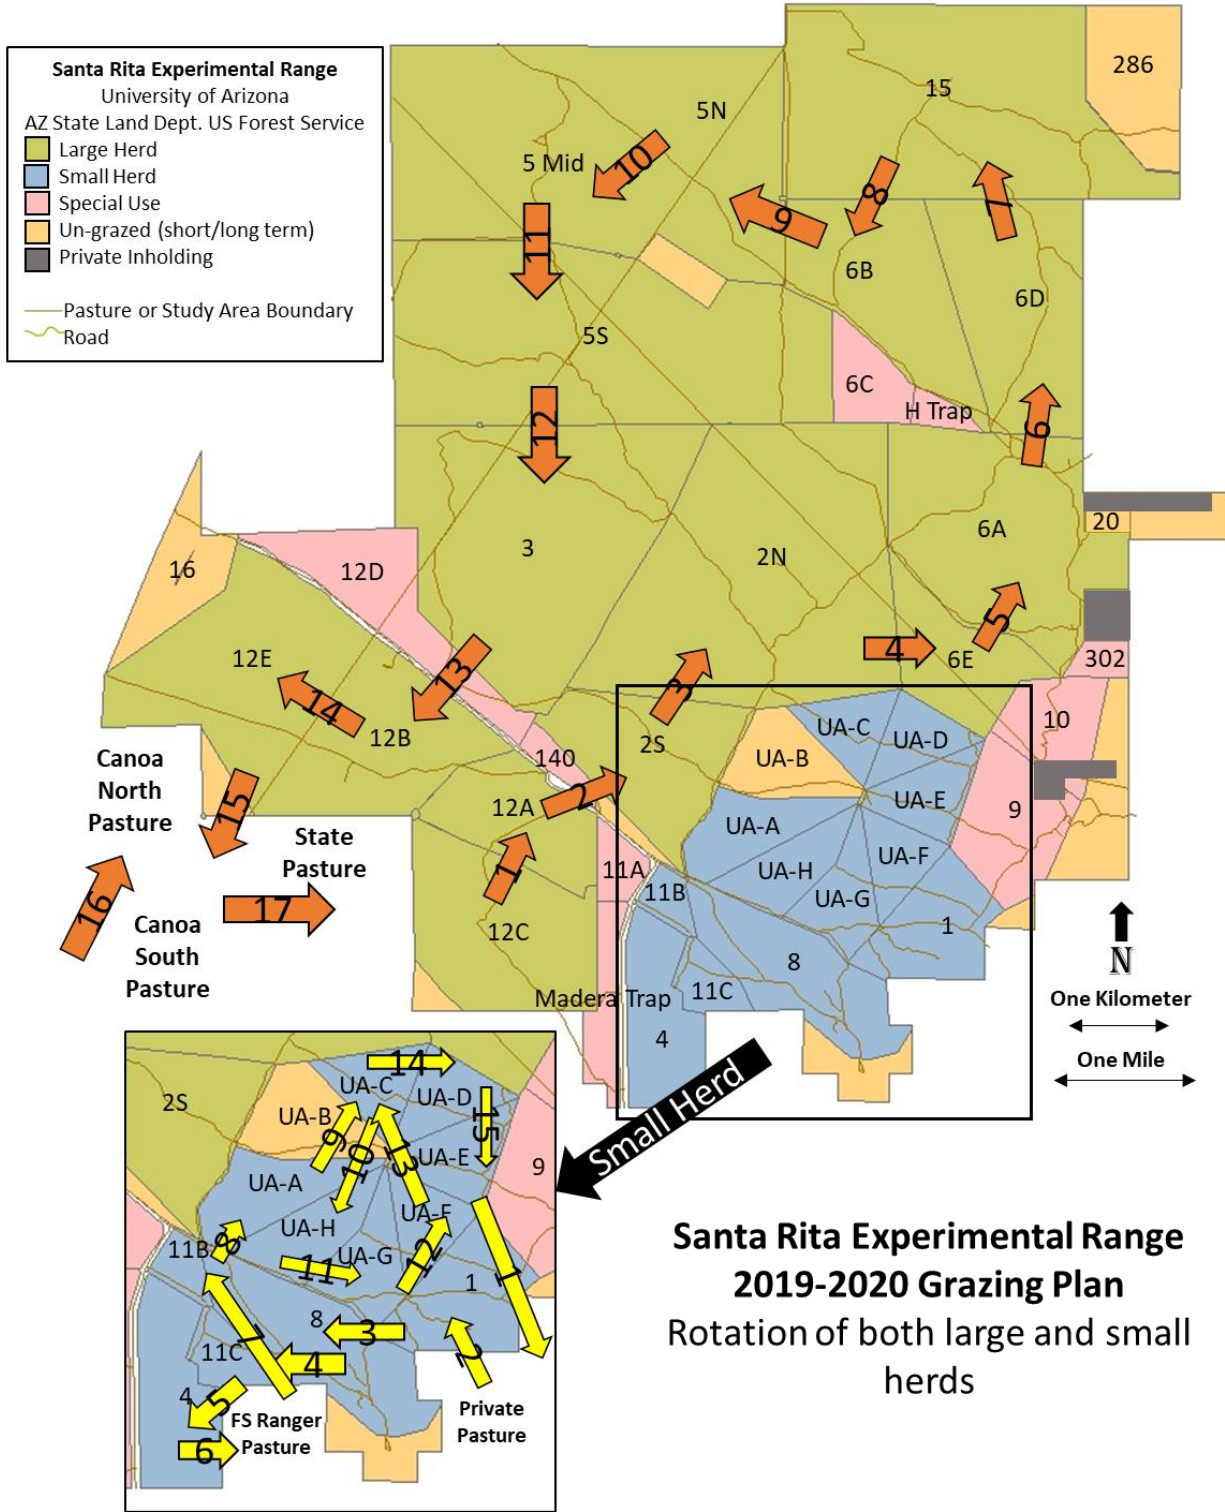 Santa Rita Experimental Range
University of Arizona
AZ State Land Dept. US Forest Service
Large Herd
Small Herd
Special Use
Un-grazed (short/long term)
Private Inholding
Pasture or Study Area Boundary
Road
286
15
5N
5 Mid
10
8
7
11
9
6B
6D
5S
6C
H Trap
12
6
20
6A
3
2N
16
12D
5
4
6E
302
12E
13
3
14
10
12B
2S
UA-C
UA-D
UA-B
140
Canoa
North
Pasture
15
2
12A
UA-E
9
UA-A
State
Pasture
UA-F
1
11A
UA-H
11B
UA-G
16
17
Canoa
South
Pasture
12C
1
8
N
Madera Trap
11C
One Kilometer
4
One Mile
Small Herd
14
UA-C
UA-D
2S
UA-B
15
9
10
13
UA-E
9
UA-A
UA-H
UA-F
11B
8
UA-G
12
11
1
1
8
3
7
11C
4
2
4
5
FS Ranger
Pasture
Private
Pasture
6
Santa Rita Experimental Range
2019-2020 Grazing Plan
Rotation of both large and small
herds